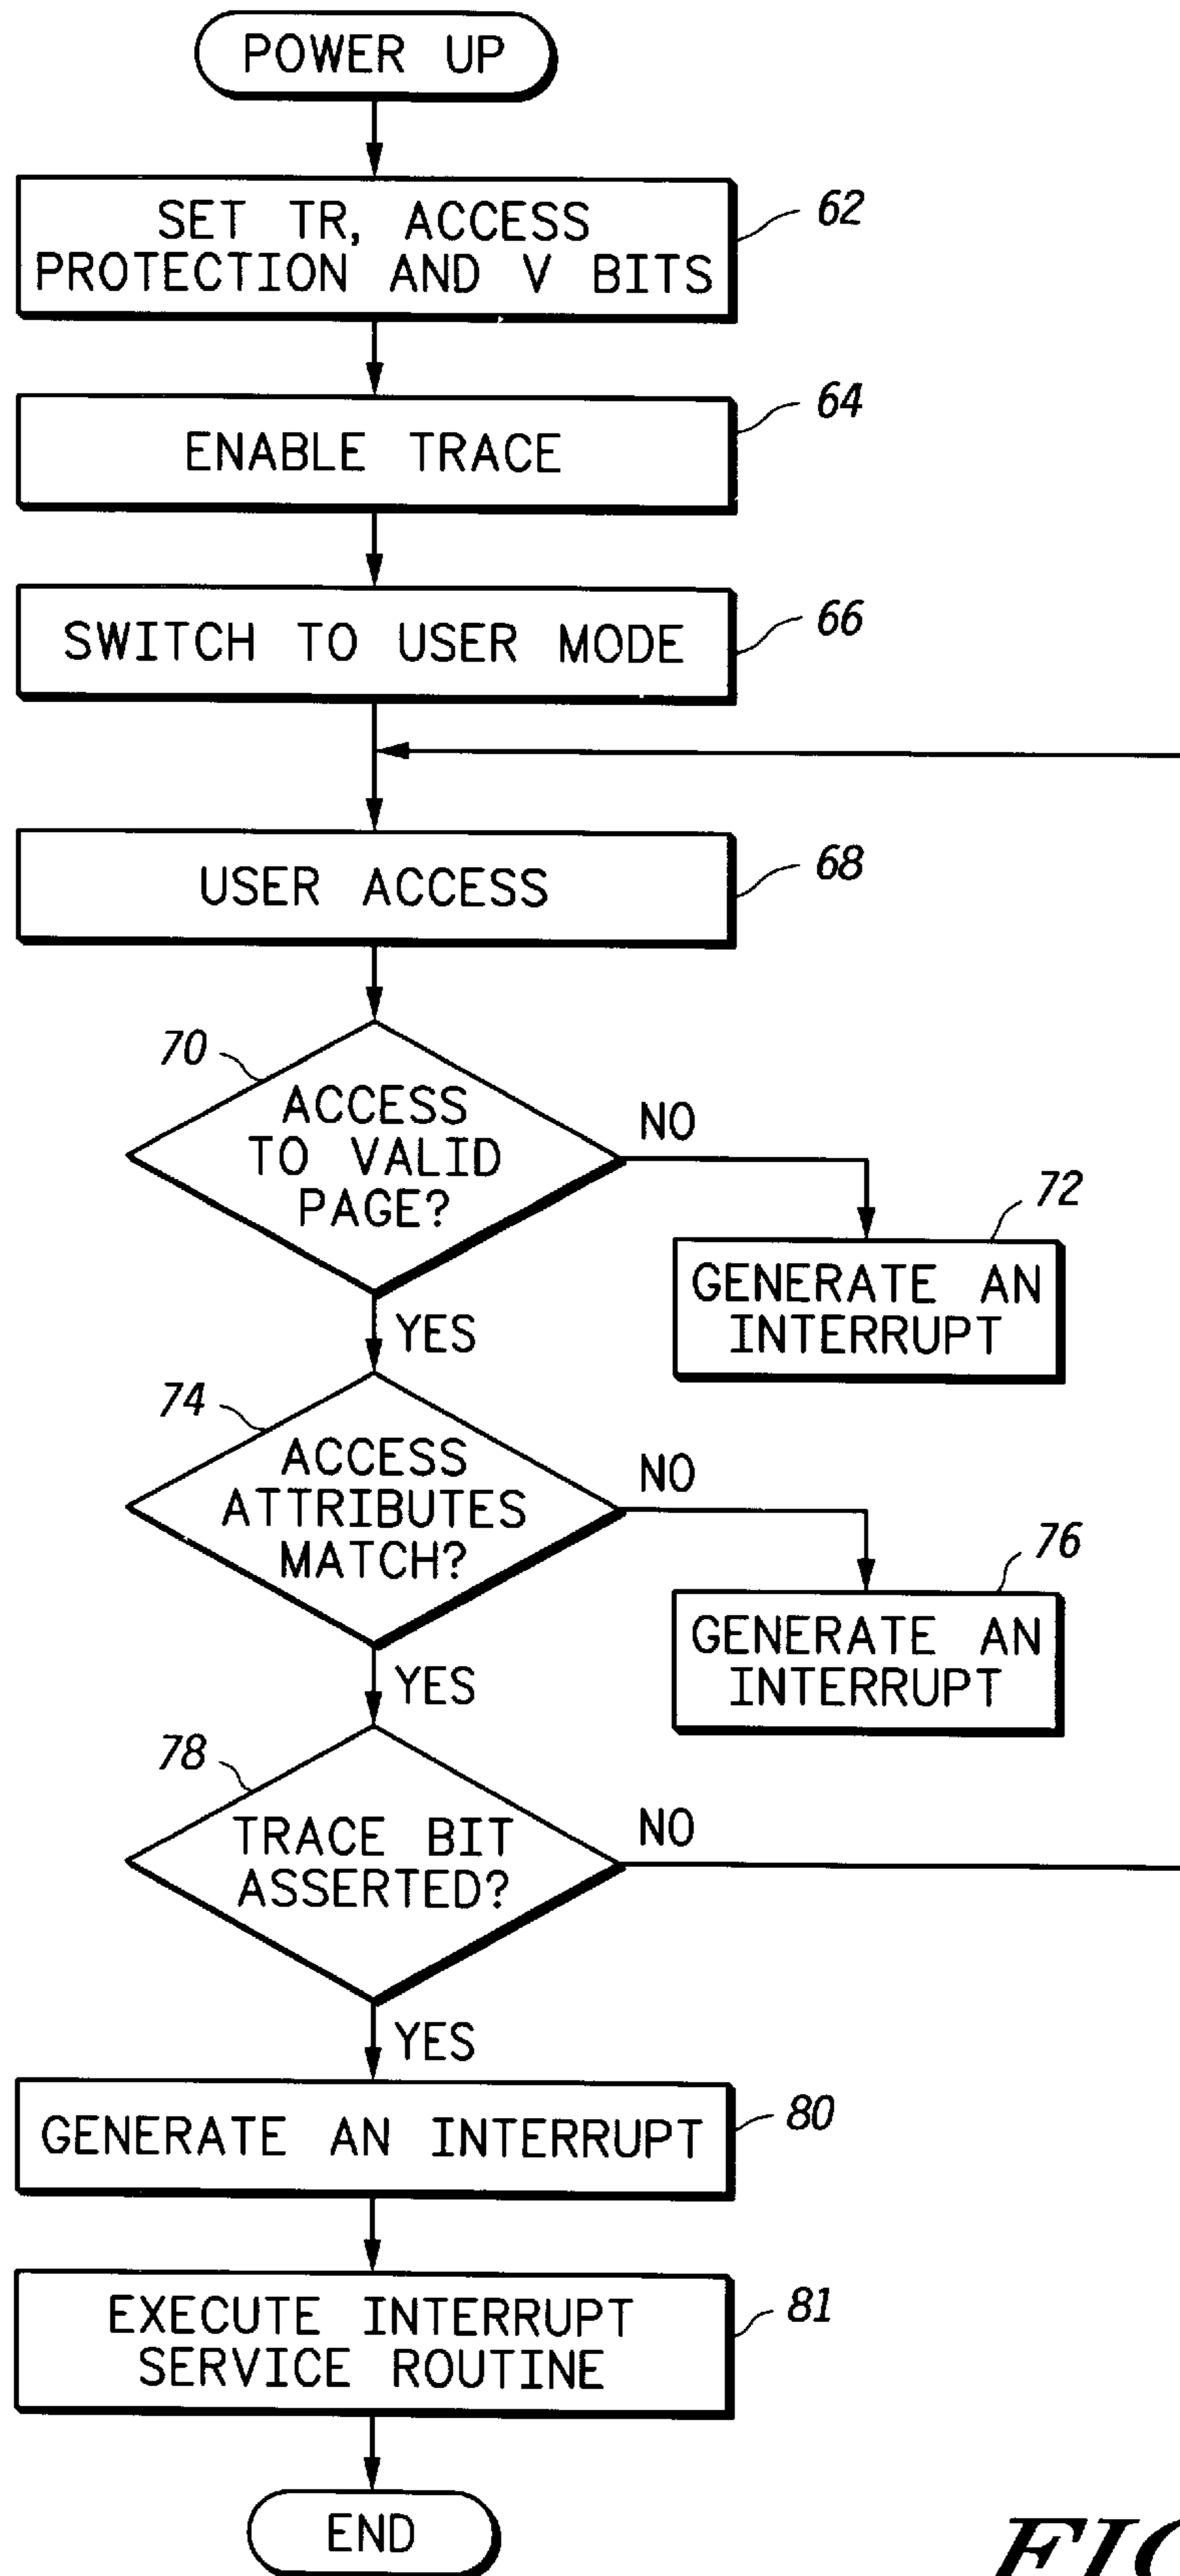 POWER UP
SET TR, ACCESS
PROTECTION AND V BITS
62
ENABLE TRACE
64
SWITCH TO USER MODE
66
USER ACCESS
68
70
ACCESS
TO VALID
PAGE?
NO
72
GENERATE AN
INTERRUPT
YES
74
ACCESS
ATTRIBUTES
MATCH?
NO
76
GENERATE AN
INTERRUPT
YES
78
TRACE BIT
ASSERTED?
NO
YES
GENERATE AN INTERRUPT
80
EXECUTE INTERRUPT
SERVICE ROUTINE
81
END